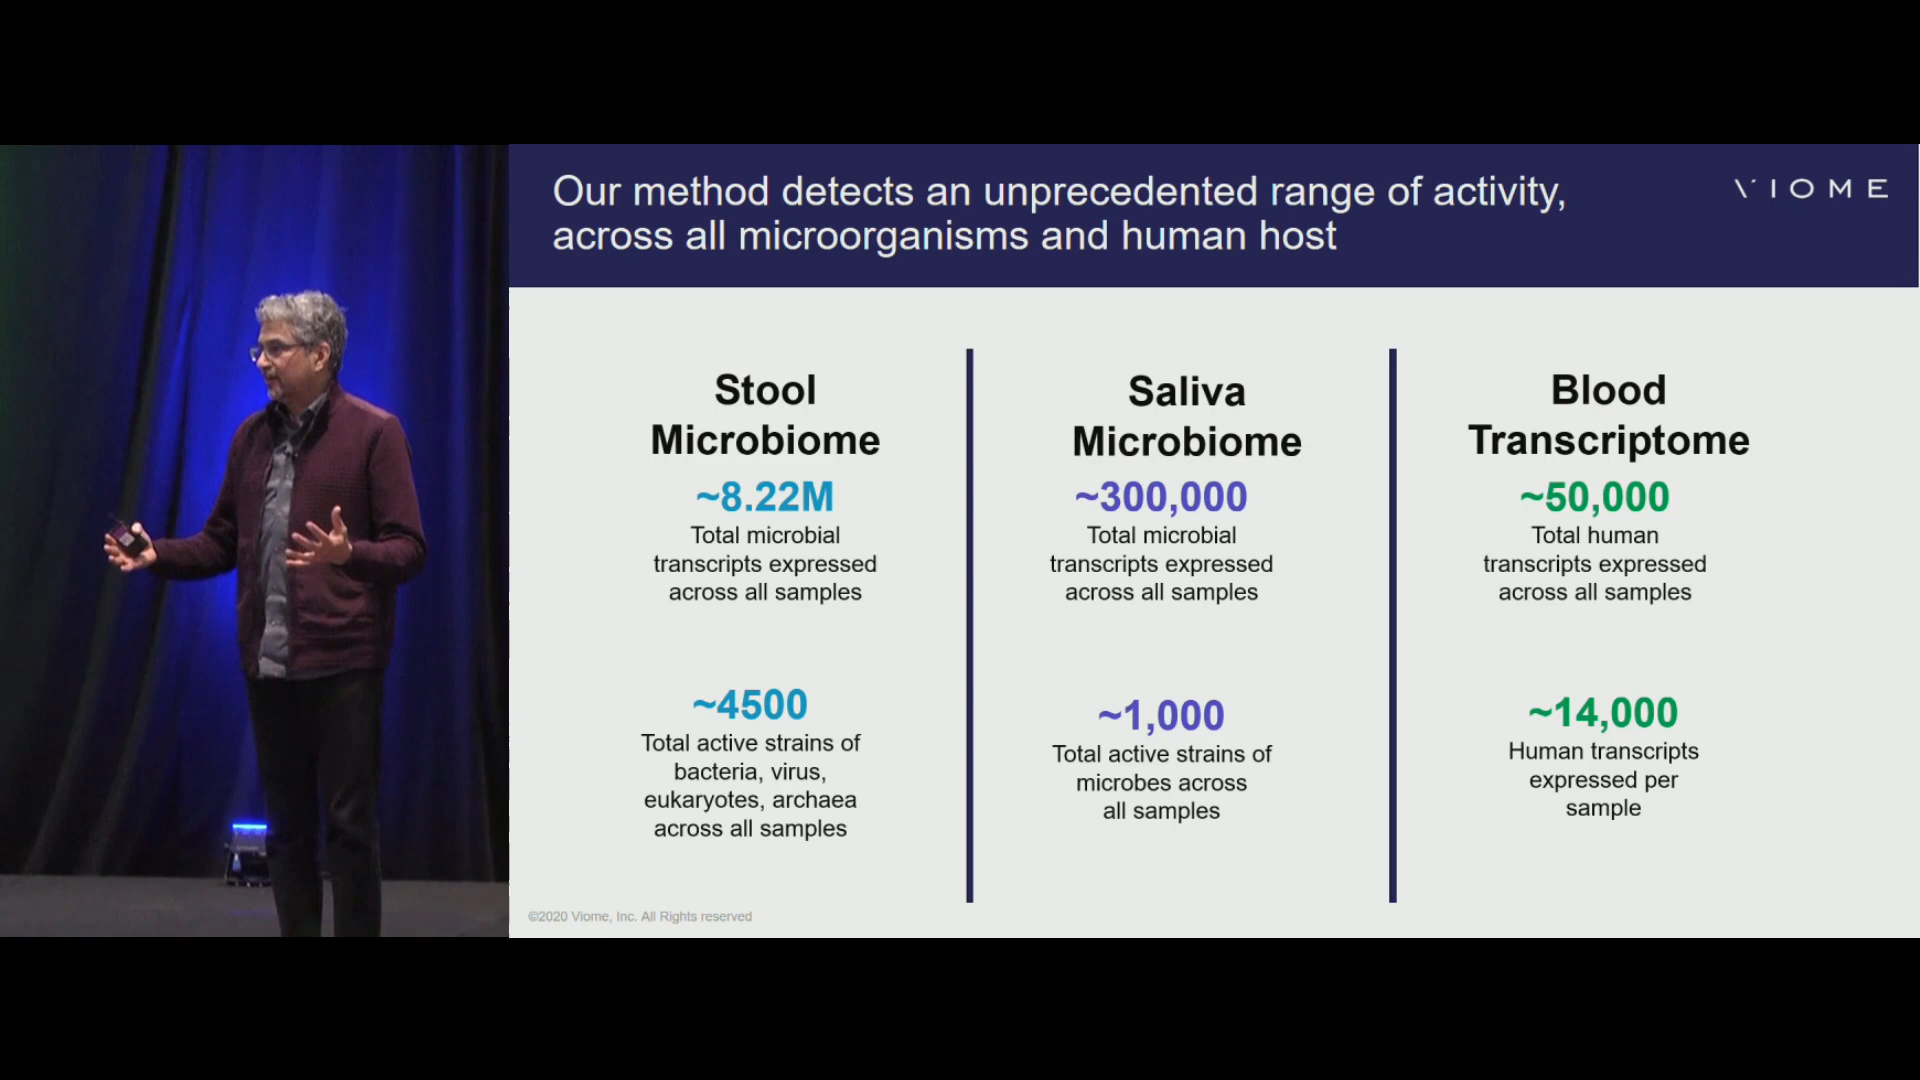 Our method detects an unprecedented range of activity,
across all microorganisms and human host
VIOME
Stool
Microbiome
~8.22M
Total microbial
transcripts expressed
across all samples
~4500
Total active strains of
bacteria, virus,
eukaryotes, archaea
across all samples
Saliva
Microbiome
~300,000
Total microbial
transcripts expressed
across all samples
~1,000
Total active strains of
microbes across
all samples
Blood
Transcriptome
~50,000
Total human
transcripts expressed
across all samples
~14,000
Human transcripts
expressed per
sample
©2020 Viome, Inc. All Rights reserved